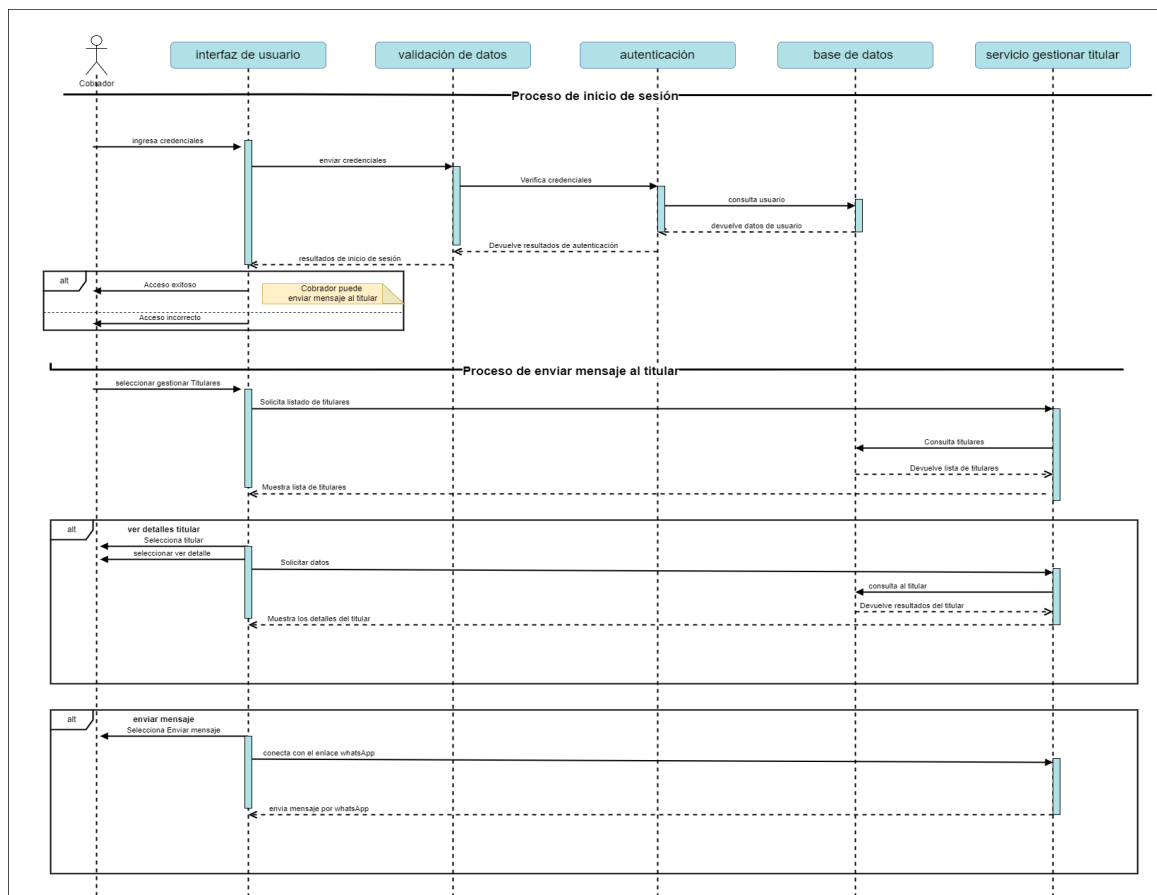 interfaz de usuario
validación de datos
autenticación
base de datos
servicio gestionar titular
Cobrador
Proceso de inicio de sesión
ingresa credenciales
enviar credenciales
Verifica credenciales
consulta usuario
devuelve datos de usuario
Devuelve resultados de autenticación
resultados de inicio de sesión
alt
Acceso exitoso
Cobrador puede
enviar mensaje al titular
Acceso incorrecto
Proceso de enviar mensaje al titular
seleccionar gestionar Titulares
Solicita listado de titulares
Consulta titulares
Devuelve lista de titulares
Muestra lista de titulares
alt
ver detalles titular
Selecciona titular
seleccionar ver detalle
Solicitar datos
consulta al titular
Devuelve resultados del titular
Muestra los detalles del titular
alt
enviar mensaje
Selecciona Enviar mensaje
conecta con el enlace whatsApp
envia mensaje por whatsApp